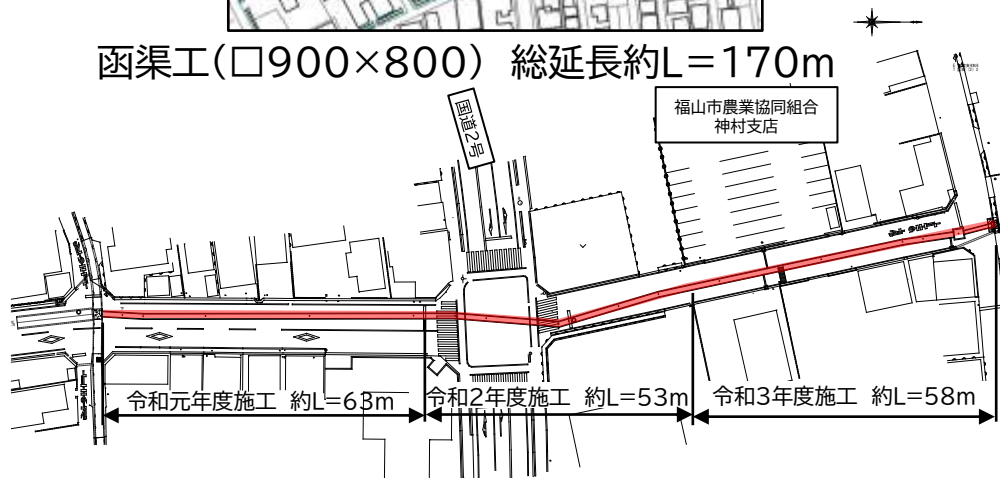 函渠工(□900×800) 総延長約L=170m
国道2号
福山市農業協同組合
神村支店
令和元年度施工 約L=63m
令和2年度施工 約L=53m
令和3年度施工 約L=58m